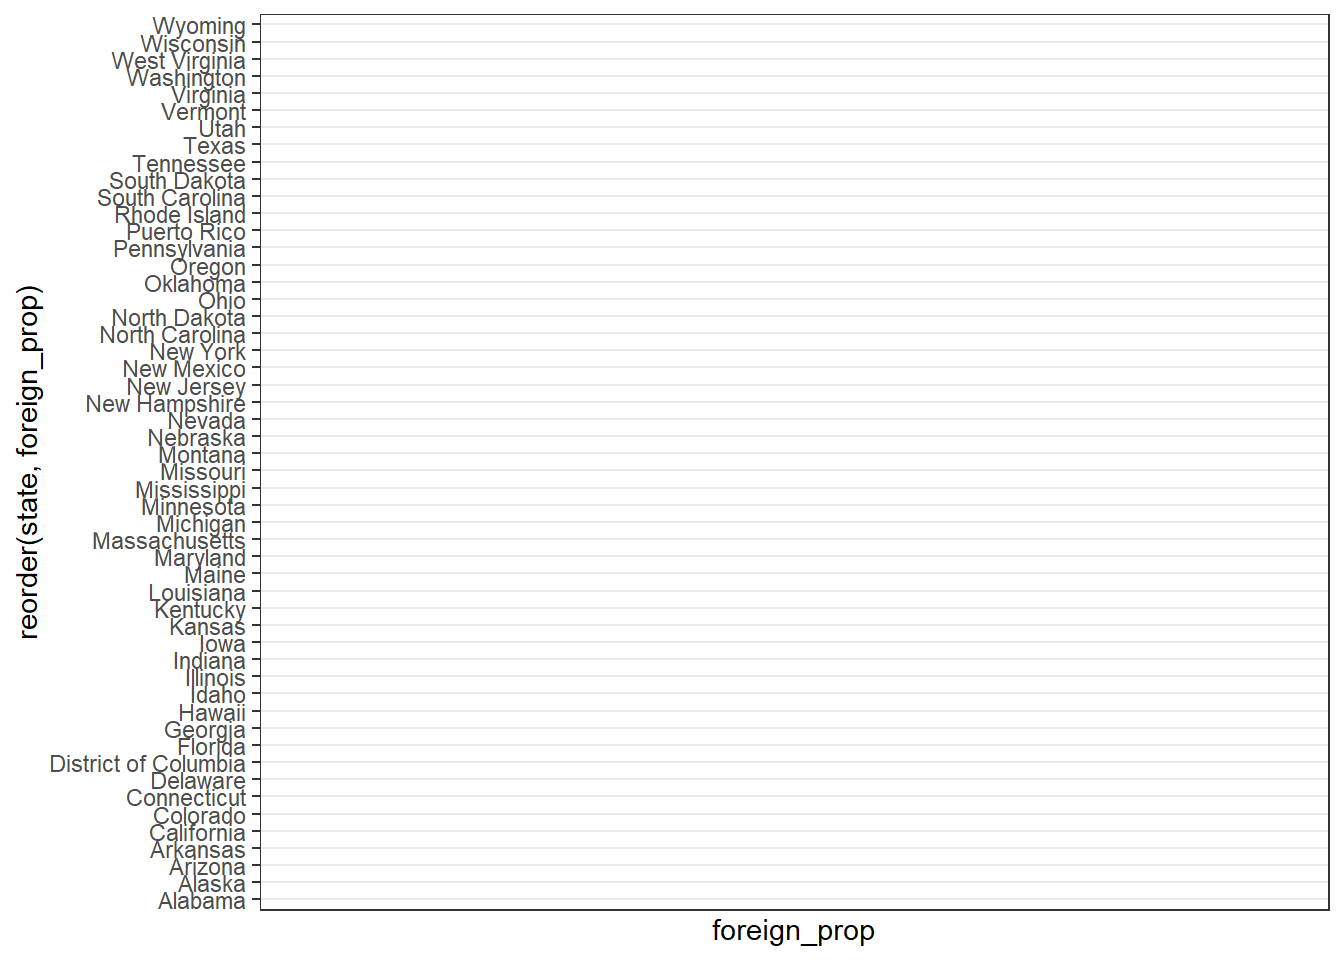 Wyoming
Wisconsin
West Virginia
Washington
Virginia
Vermont
Utah
Texas
Tennessee
South Dakota
South Carolina
Rhode Island
Puerto Rico
Pennsylvania
Oregon
Oklahoma
Ohio
North Dakota
North Carolina
New York
New Mexico
New Jersey
New Hampshire
Nevada
Nebraska
Montana
Missouri
Mississippi
Minnesota
Michigan
Massachusetts
Maryland
Maine
Louisiana
Kentucky
Kansas
Iowa
Indiana
Illinois
Idaho
Hawaii
Georgia
Florida
District of Columbia
Delaware
Connecticut
Colorado
California
Arkansas
Arizona
Alaska
Alabama
reorder(state, foreign_prop)
foreign_prop